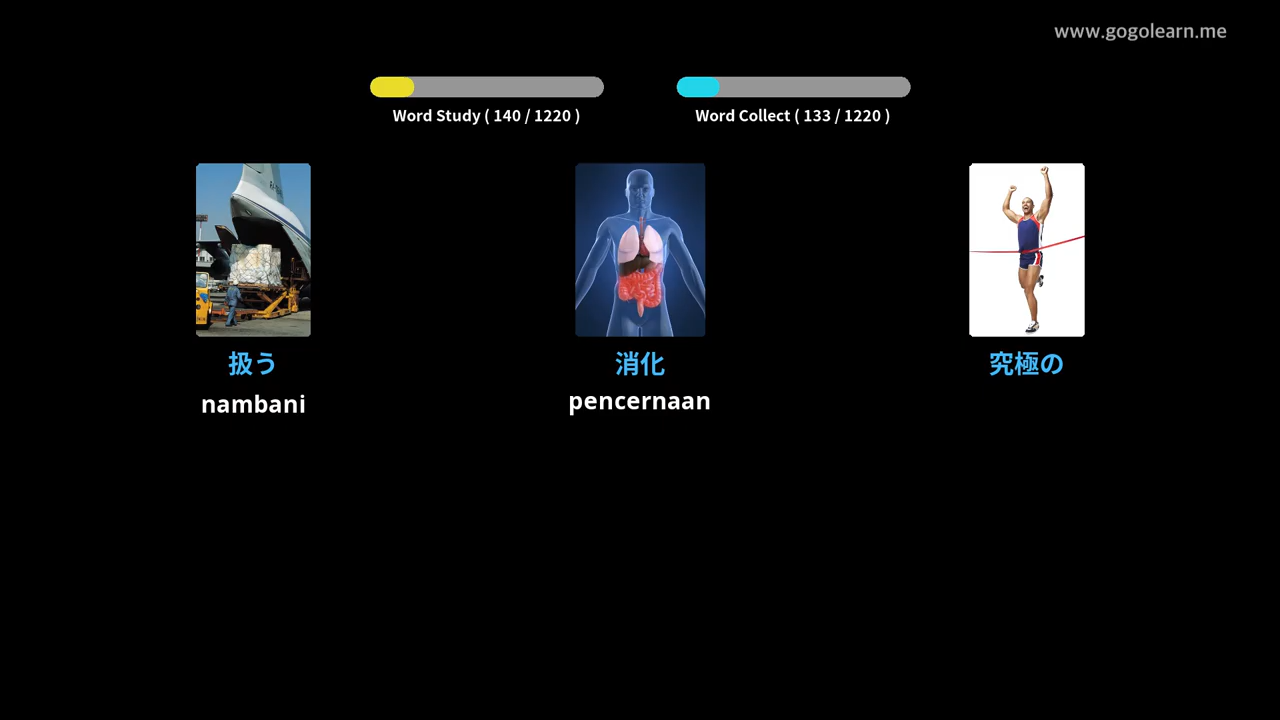 www.gogolearn.me
Word Study ( 140 / 1220 )
Word Collect ( 133 / 1220 )
扱う
消化
究極の
nambani
pencernaan